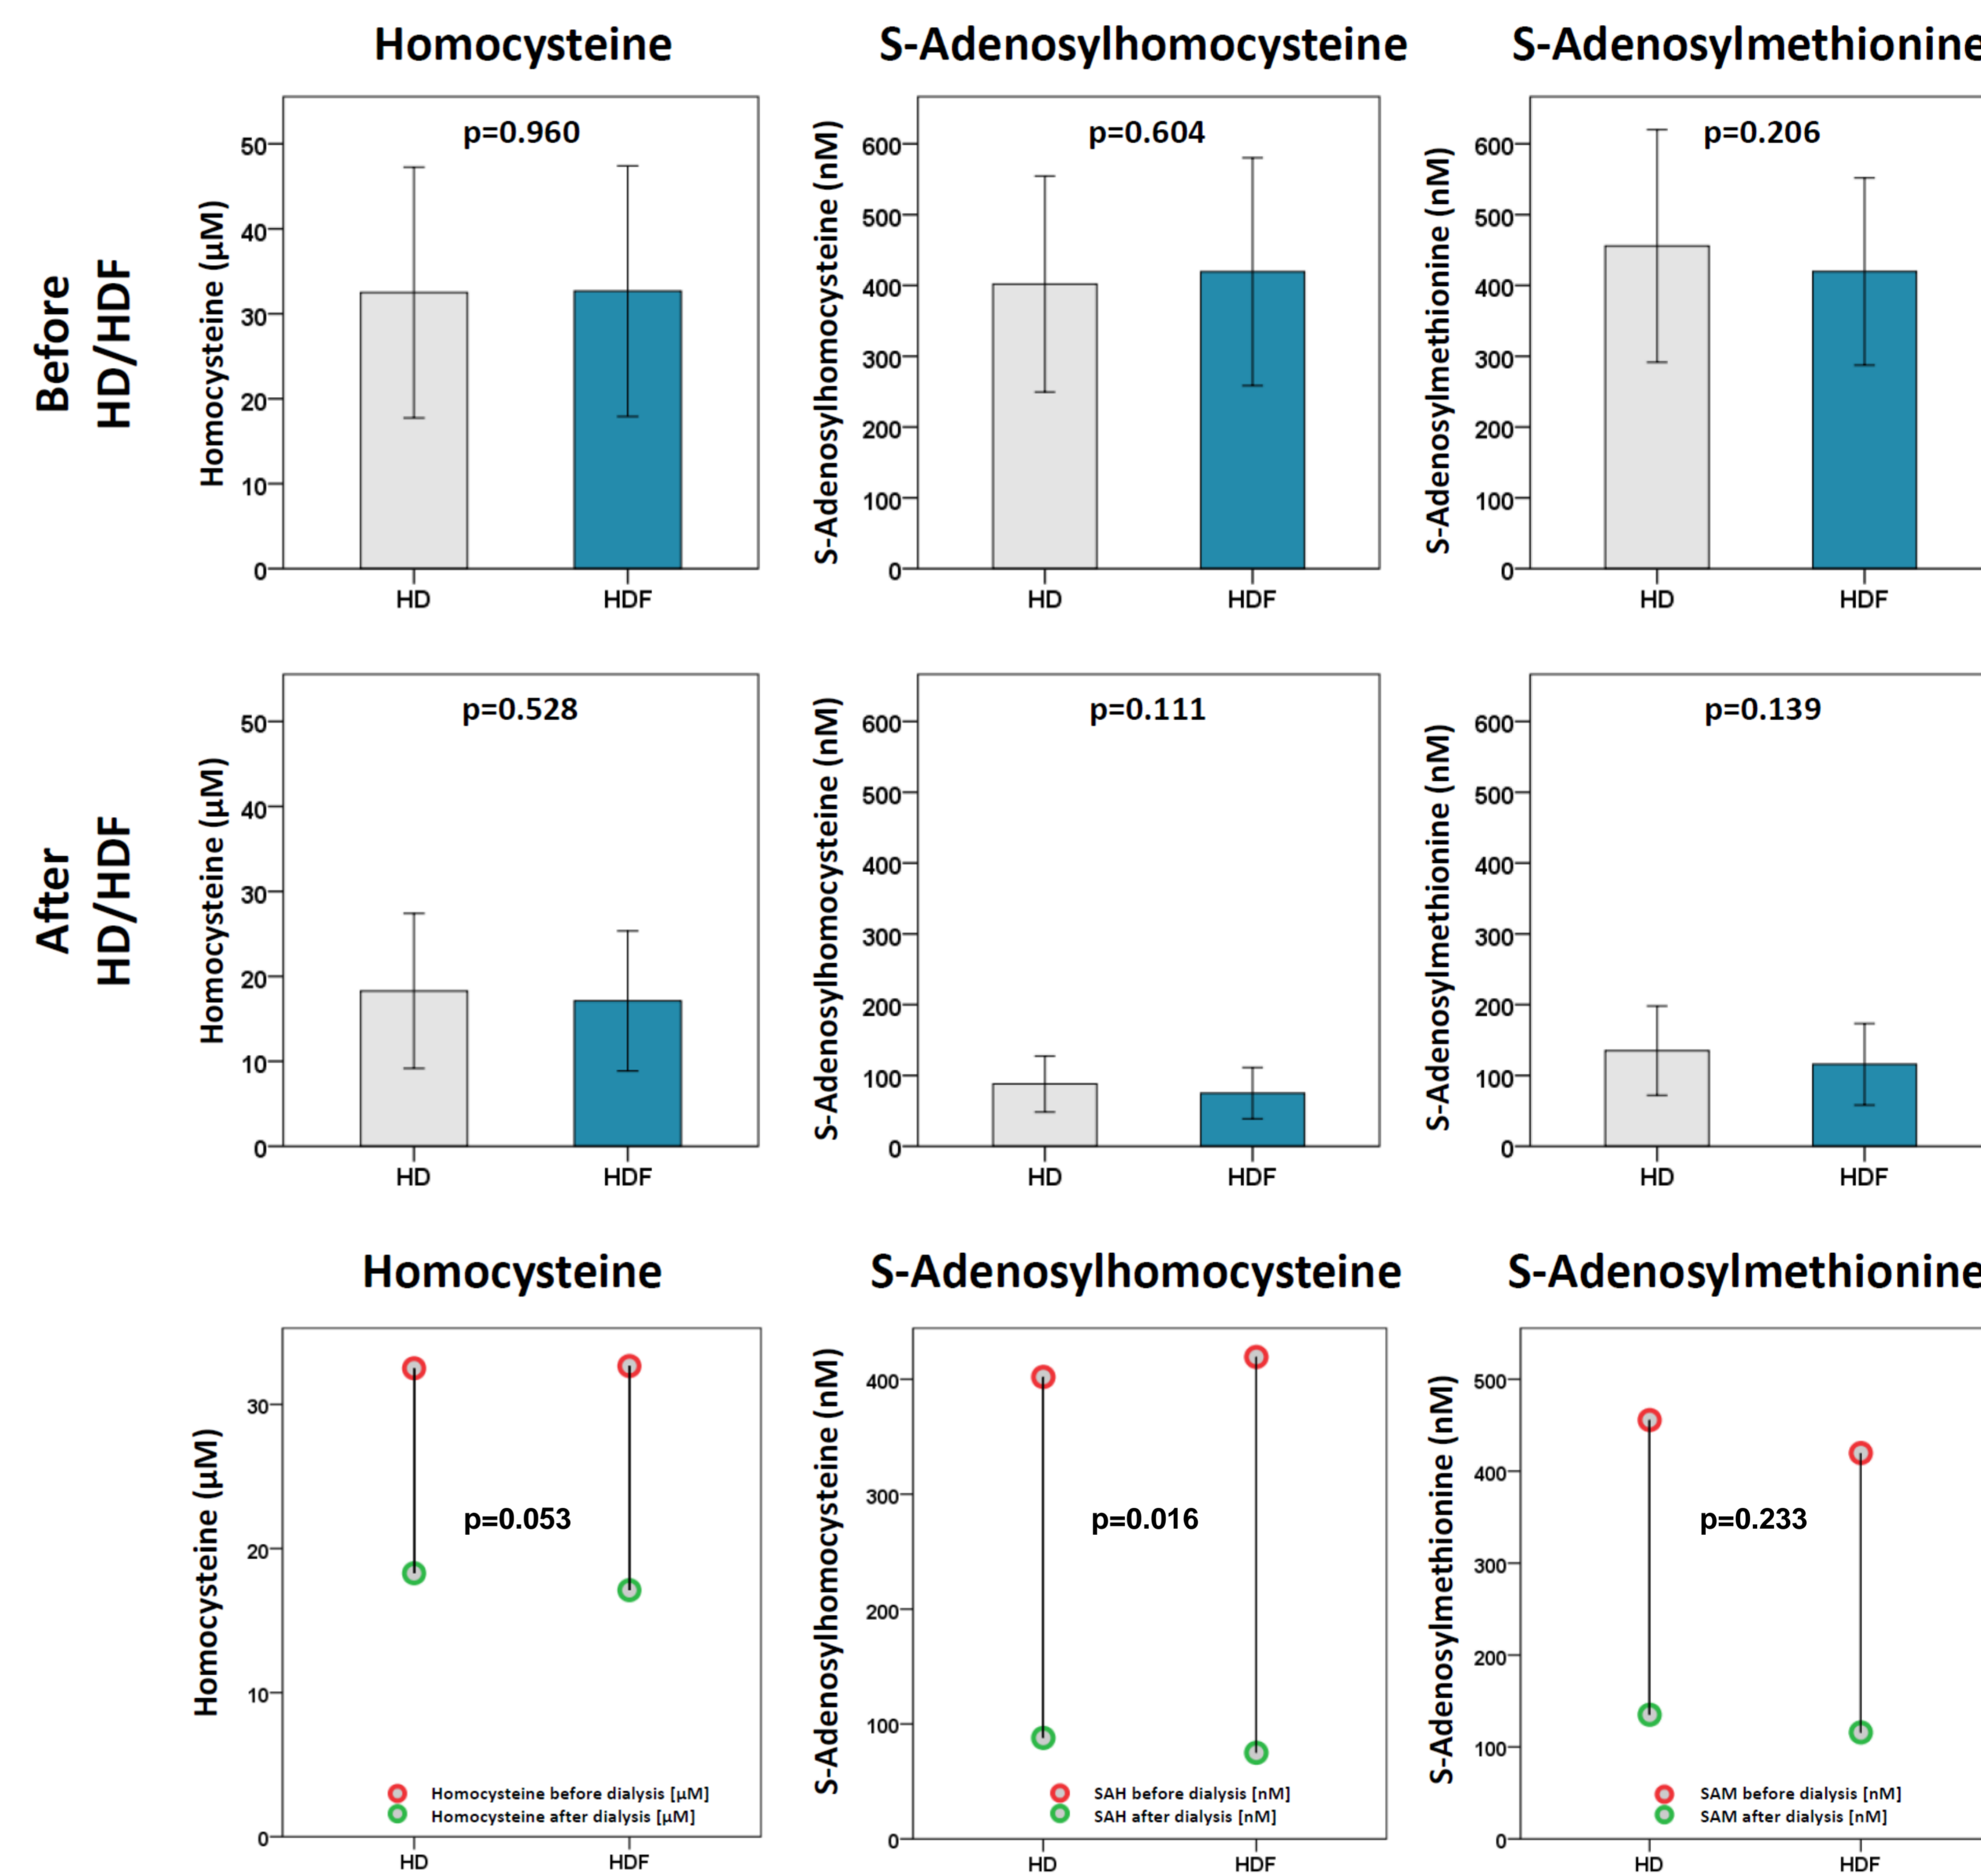 Homocysteine
S-Adenosylhomocysteine
S-Adenosylmethionine
Before
HD/HDF
Homocysteine (µM)
p=0.960
50
40
30
20
10
0
HD
HDF
S-Adenosylhomocysteine (nM)
p=0.604
600
500
400
300
200
100
0
HD
HDF
S-Adenosylmethionine (nM)
p=0.206
600
500
400
300
200
100
0
HD
HDF
After
HD/HDF
Homocysteine (µM)
p=0.528
50
40
30
20
10
0
HD
HDF
S-Adenosylhomocysteine (nM)
p=0.111
600
500
400
300
200
100
0
HD
HDF
S-Adenosylmethionine (nM)
p=0.139
600
500
400
300
200
100
0
HD
HDF
Homocysteine
S-Adenosylhomocysteine
S-Adenosylmethionine
Homocysteine (µM)
30
20
10
0
p=0.053
Homocysteine before dialysis [µM]
Homocysteine after dialysis [µM]
HD
HDF
S-Adenosylhomocysteine (nM)
400
300
200
100
0
p=0.016
SAH before dialysis [nM]
SAH after dialysis [nM]
HD
HDF
S-Adenosylmethionine (nM)
500
400
300
200
100
0
p=0.233
SAM before dialysis [nM]
SAM after dialysis [nM]
HD
HDF